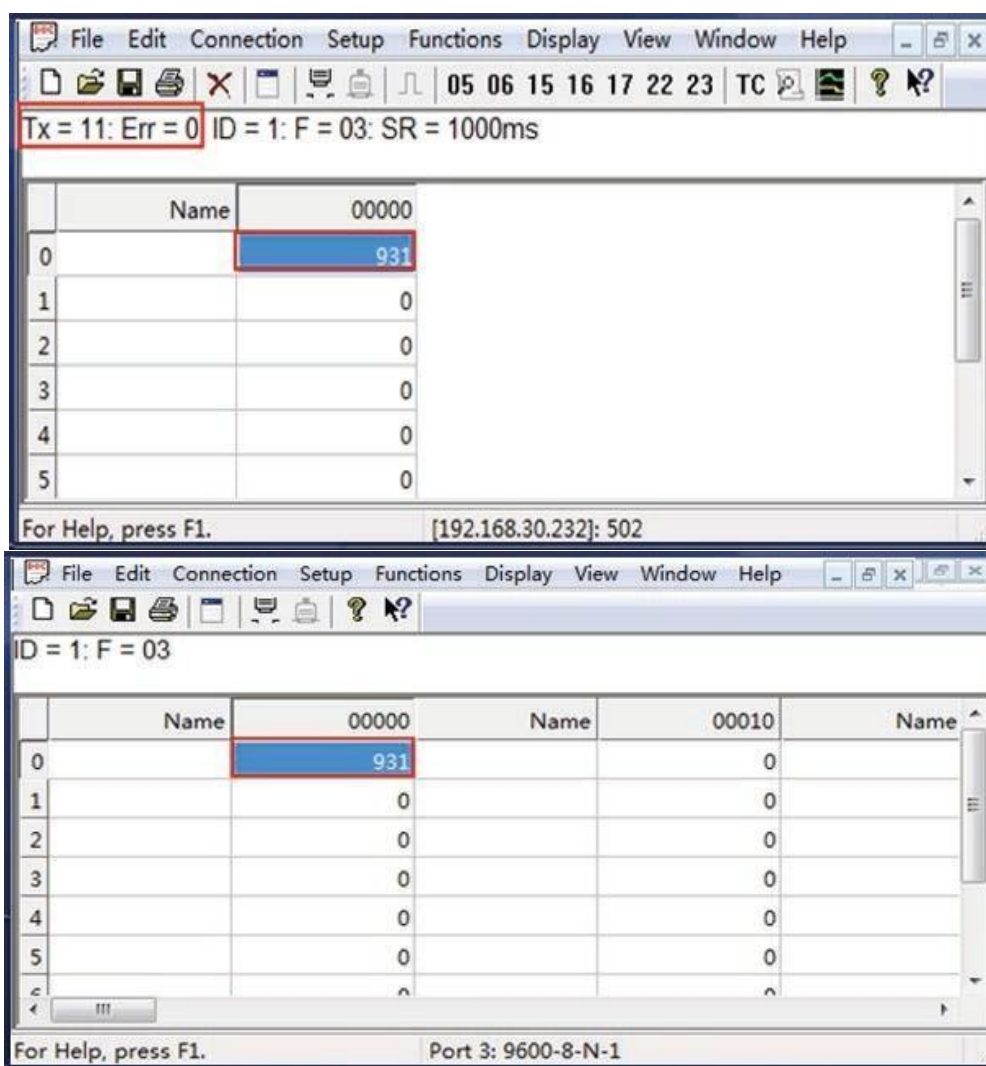 File Edit Connection Setup Functions Display View Window Help
05 06 15 16 17 22 23 TC
Tx = 11: Err = 0: ID = 1: F = 03: SR = 1000ms
Name 00000
0 931
1 0
2 0
3 0
4 0
5 0
For Help, press F1. [192.168.30.232]: 502
File Edit Connection Setup Functions Display View Window Help
ID = 1: F = 03
Name 00000 Name 00010 Name
0 931 0
1 0 0
2 0 0
3 0 0
4 0 0
5 0 0
For Help, press F1. Port 3: 9600-8-N-1